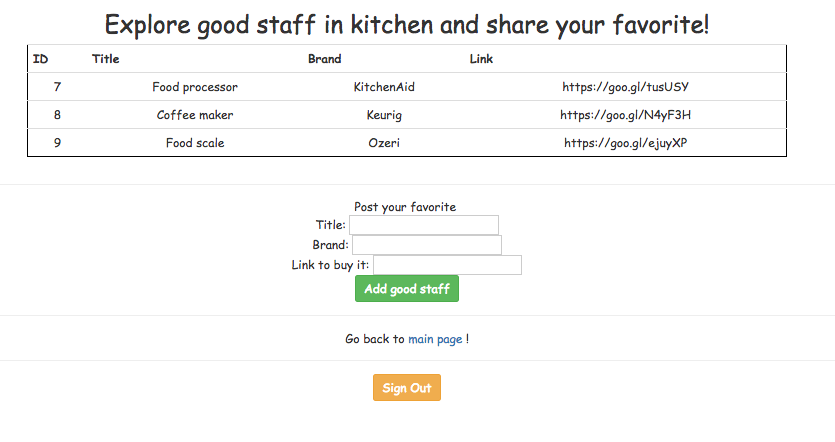 Explore good staff in kitchen and share your favorite!
ID Title Brand Link
7 Food processor KitchenAid https://goo.gl/tusUSY
8 Coffee maker Keurig https://goo.gl/N4yF3H
9 Food scale Ozeri https://goo.gl/ejuyXP
Post your favorite
Title:
Brand:
Link to buy it:
Add good staff
Go back to main page !
Sign Out